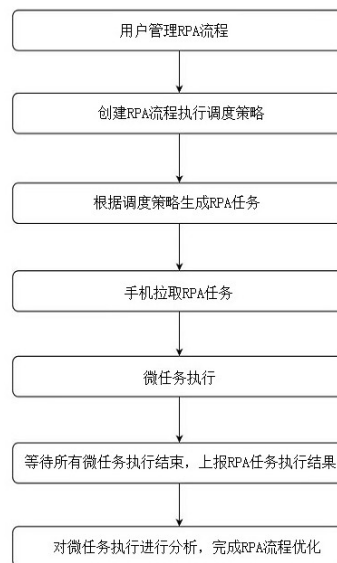 用户管理RPA流程
创建RPA流程执行调度策略
根据调度策略生成RPA任务
手机拉取RPA任务
微任务执行
等待所有微任务执行结束，上报RPA任务执行结果
对微任务执行进行分析，完成RPA流程优化